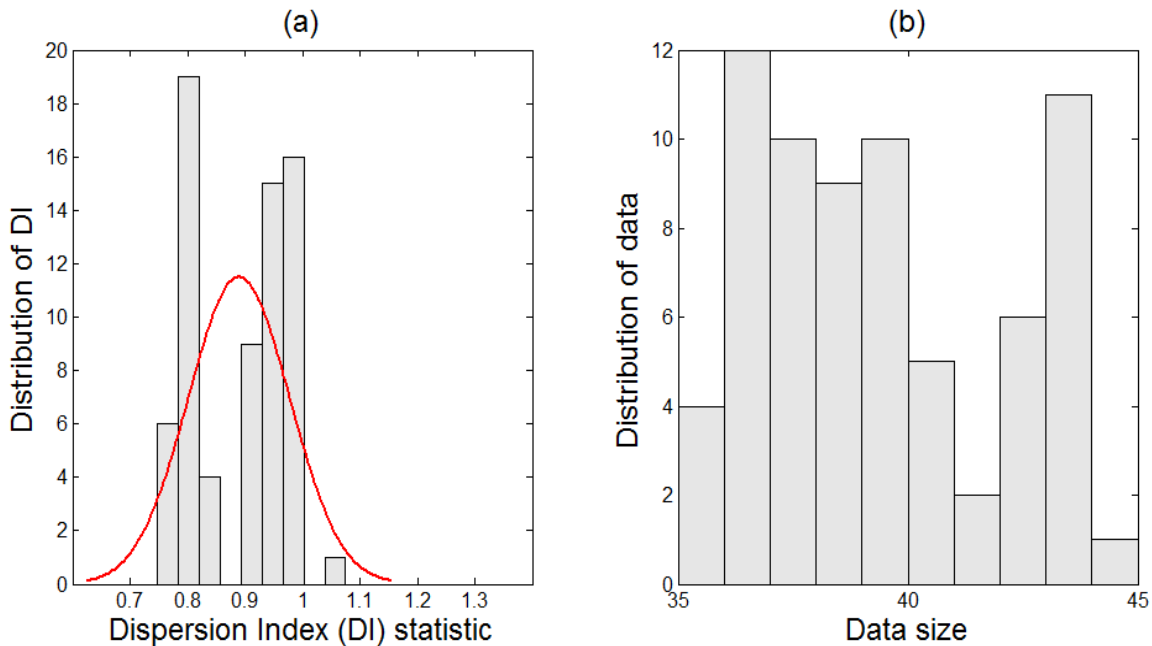 (a)
20
18
16
14
12
10
8
6
4
2
0
Distribution of DI
0.7 0.8 0.9 1 1.1 1.2 1.3
Dispersion Index (DI) statistic
(b)
12
10
8
6
4
2
0
Distribution of data
35 40 45
Data size